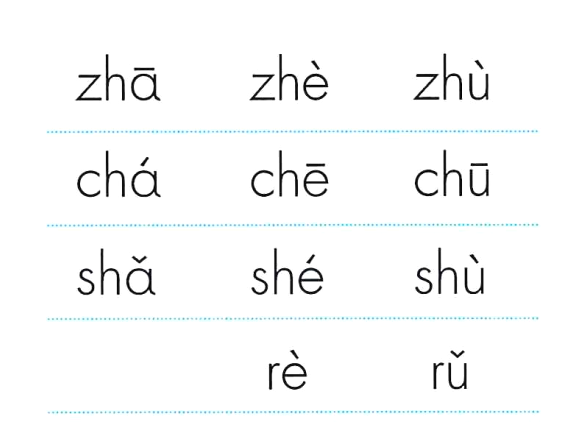 zhā zhè zhù
chá chē chū
shǎ shé shù
rè rǔ